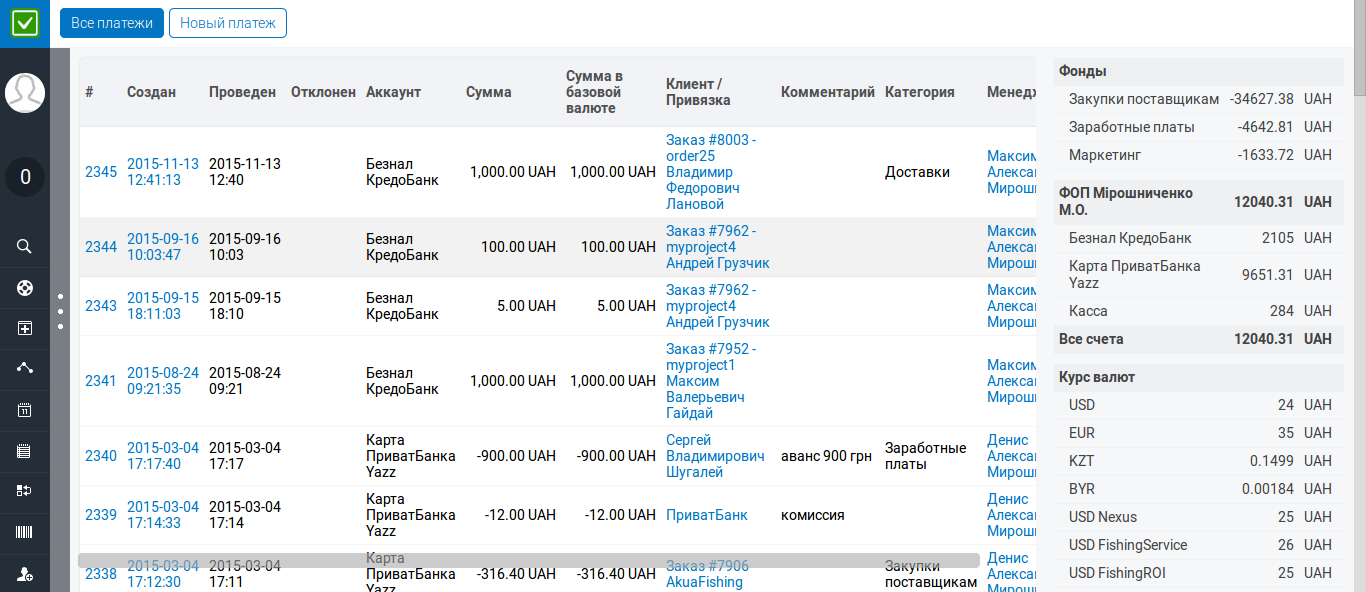 Все платежи Новый платеж
0
# Создан Проведен Отклонен Аккаунт Сумма Сумма в базовой валюте Клиент / Привязка Комментарий Категория Менедж
2345 2015-11-13 12:41:13 2015-11-13 12:40 Безнал КредоБанк 1,000.00 UAH 1,000.00 UAH Заказ #8003 - order25 Владимир Федорович Лановой Доставки Максим Алекса Мирош
2344 2015-09-16 10:03:47 2015-09-16 10:03 Безнал КредоБанк 100.00 UAH 100.00 UAH Заказ #7962 - myproject4 Андрей Грузчик Максим Алекса Мирош
2343 2015-09-15 18:11:03 2015-09-15 18:10 Безнал КредоБанк 5.00 UAH 5.00 UAH Заказ #7962 - myproject4 Андрей Грузчик Максим Алекса Мирош
2341 2015-08-24 09:21:35 2015-08-24 09:21 Безнал КредоБанк 1,000.00 UAH 1,000.00 UAH Заказ #7952 - myproject1 Максим Валерьевич Гайдай Максим Алекса Мирош
2340 2015-03-04 17:17:40 2015-03-04 17:17 Карта ПриватБанка Yazz -900.00 UAH -900.00 UAH Сергей Владимирович Шугалей аванс 900 грн Заработные платы Денис Алекса Мирош
2339 2015-03-04 17:14:33 2015-03-04 17:14 Карта ПриватБанка Yazz -12.00 UAH -12.00 UAH ПриватБанк комиссия Денис Алекса Мирош
2338 2015-03-04 17:12:30 2015-03-04 17:11 Карта ПриватБанка Yazz -316.40 UAH -316.40 UAH Заказ #7906 AkuaFishing Закупки поставщикам Денис Алекса Мирош
Фонды
Закупки поставщикам -34627.38 UAH
Заработные платы -4642.81 UAH
Маркетинг -1633.72 UAH
ФОП Мірошниченко М.О. 12040.31 UAH
Безнал КредоБанк 2105 UAH
Карта ПриватБанка Yazz 9651.31 UAH
Касса 284 UAH
Все счета 12040.31 UAH
Курс валют
USD 24 UAH
EUR 35 UAH
KZT 0.1499 UAH
BYR 0.00184 UAH
USD Nexus 25 UAH
USD FishingService 26 UAH
USD FishingROI 25 UAH